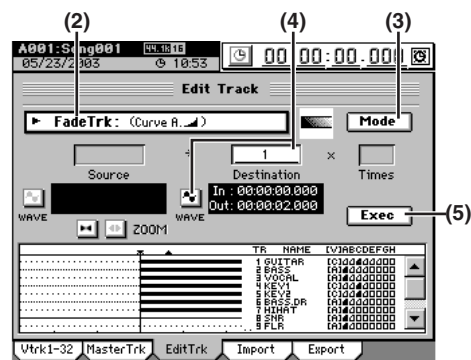 (2)
(4)
(3)
A001:Song001 44.1k 16
05/23/2003 10:53
00:00:00.000
Edit Track
FadeTrk: (Curve A.)
Mode
1
×
Source
Destination
Times
WAVE
WAVE
In : 00:00:00.000
Out: 00:00:02.000
ZOOM
Exec
(5)
TR NAME [V]ABCDEFGH
1 GUITAR
2 BASS
3 VOCAL
4 KEY1
5 KEY2
6 BASS.DR
7 HIHAT
8 SNR
9 FLR
Vtrk1-32
MasterTrk
EditTrk
Import
Export